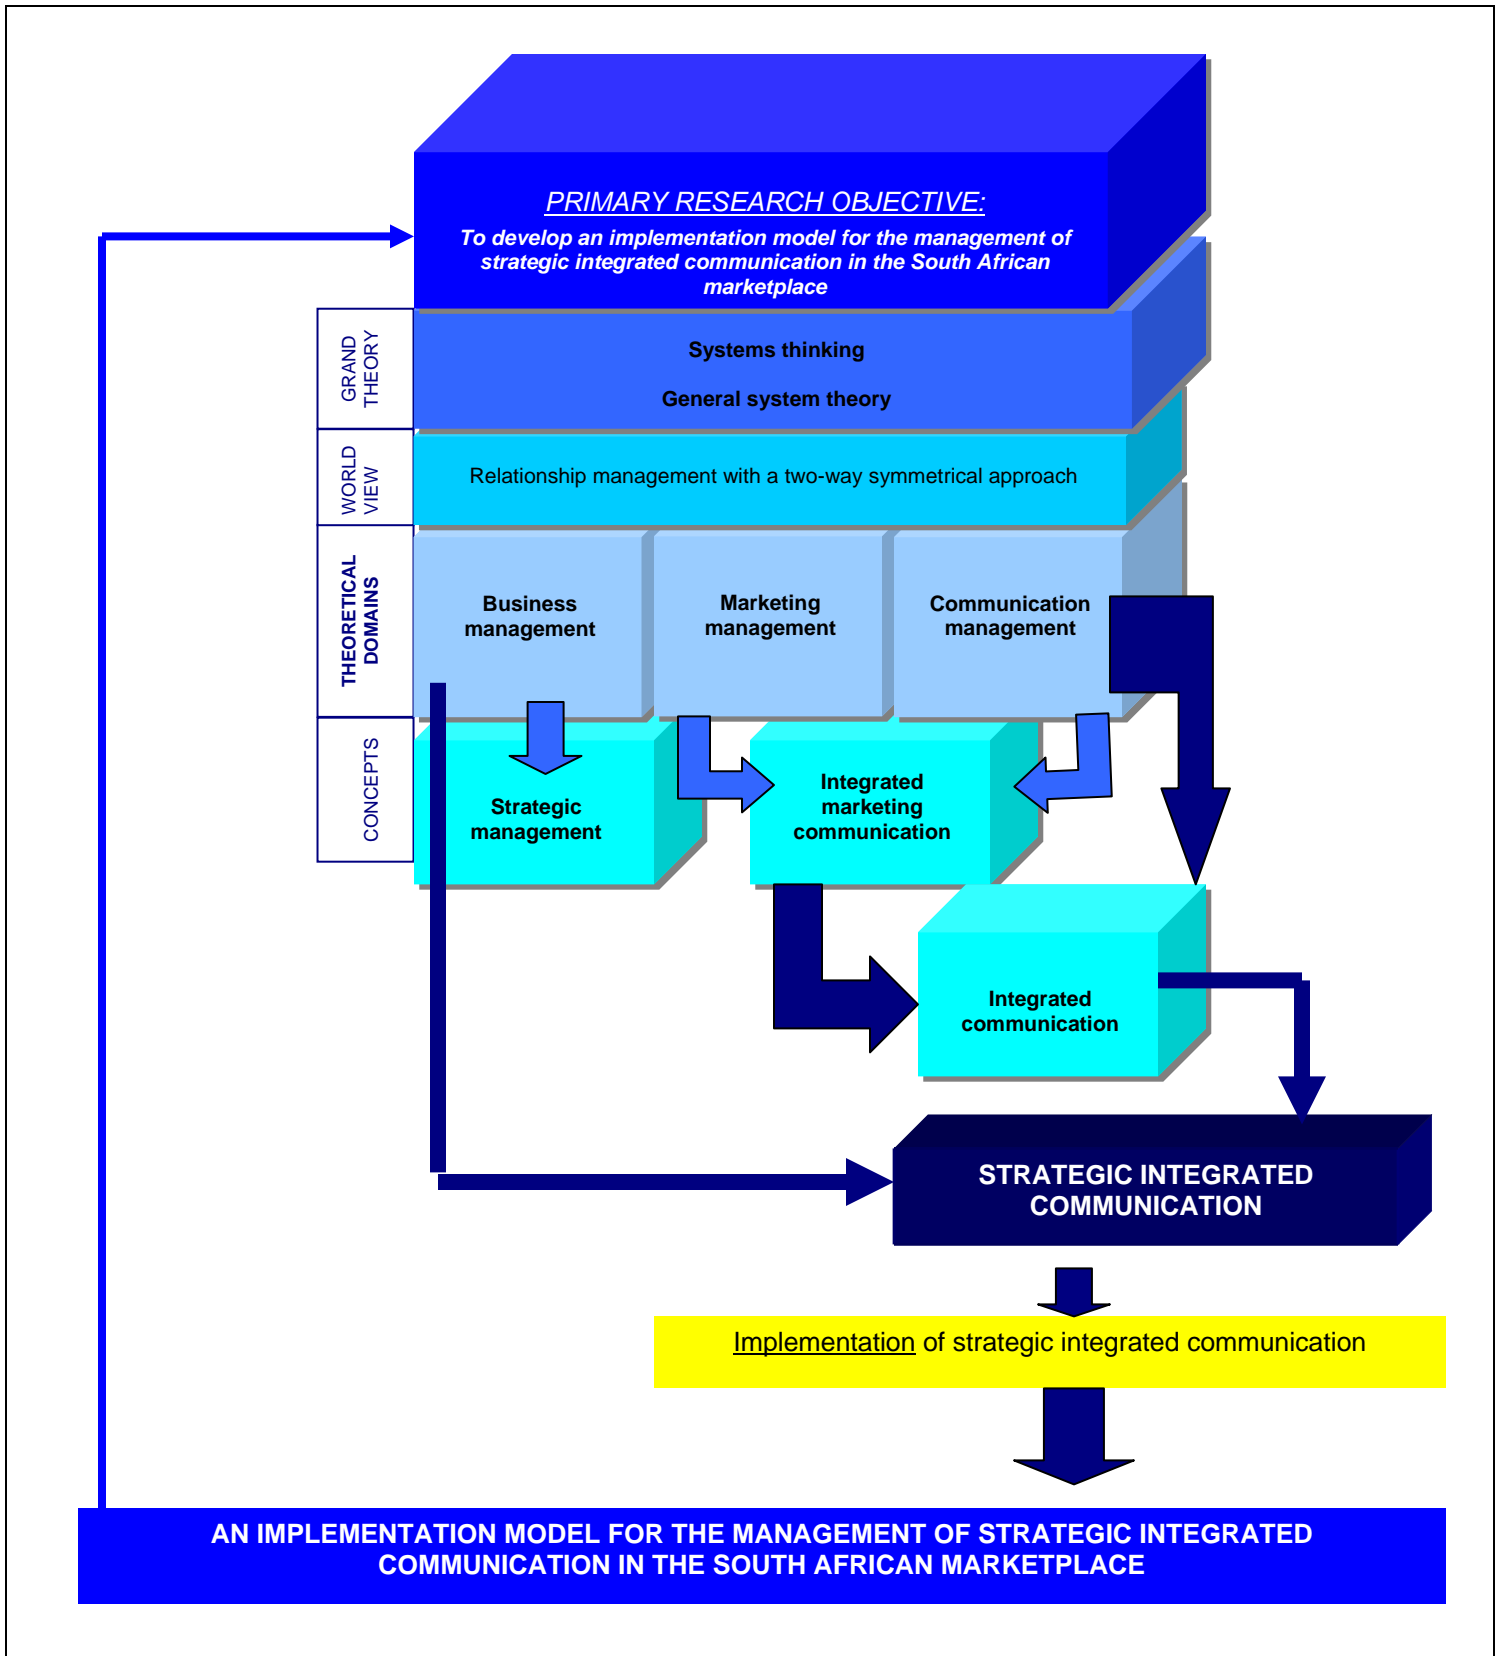 PRIMARY RESEARCH OBJECTIVE:
To develop an implementation model for the management of
strategic integrated communication in the South African
marketplace
GRAND
THEORY
Systems thinking
General system theory
WORLD
VIEW
Relationship management with a two-way symmetrical approach
THEORETICAL
DOMAINS
Business
management
Marketing
management
Communication
management
CONCEPTS
Strategic
management
Integrated
marketing
communication
Integrated
communication
STRATEGIC INTEGRATED
COMMUNICATION
Implementation of strategic integrated communication
AN IMPLEMENTATION MODEL FOR THE MANAGEMENT OF STRATEGIC INTEGRATED
COMMUNICATION IN THE SOUTH AFRICAN MARKETPLACE